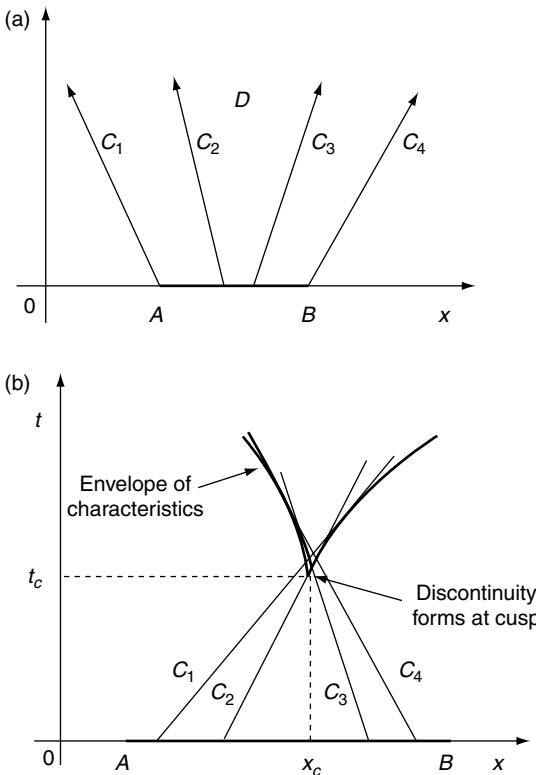 (a)
D
C1 C2 C3 C4
0 A B x
(b)
t
Envelope of
characteristics
tc
Discontinuity
forms at cusp
C1 C2 C3 C4
0 A xc B x